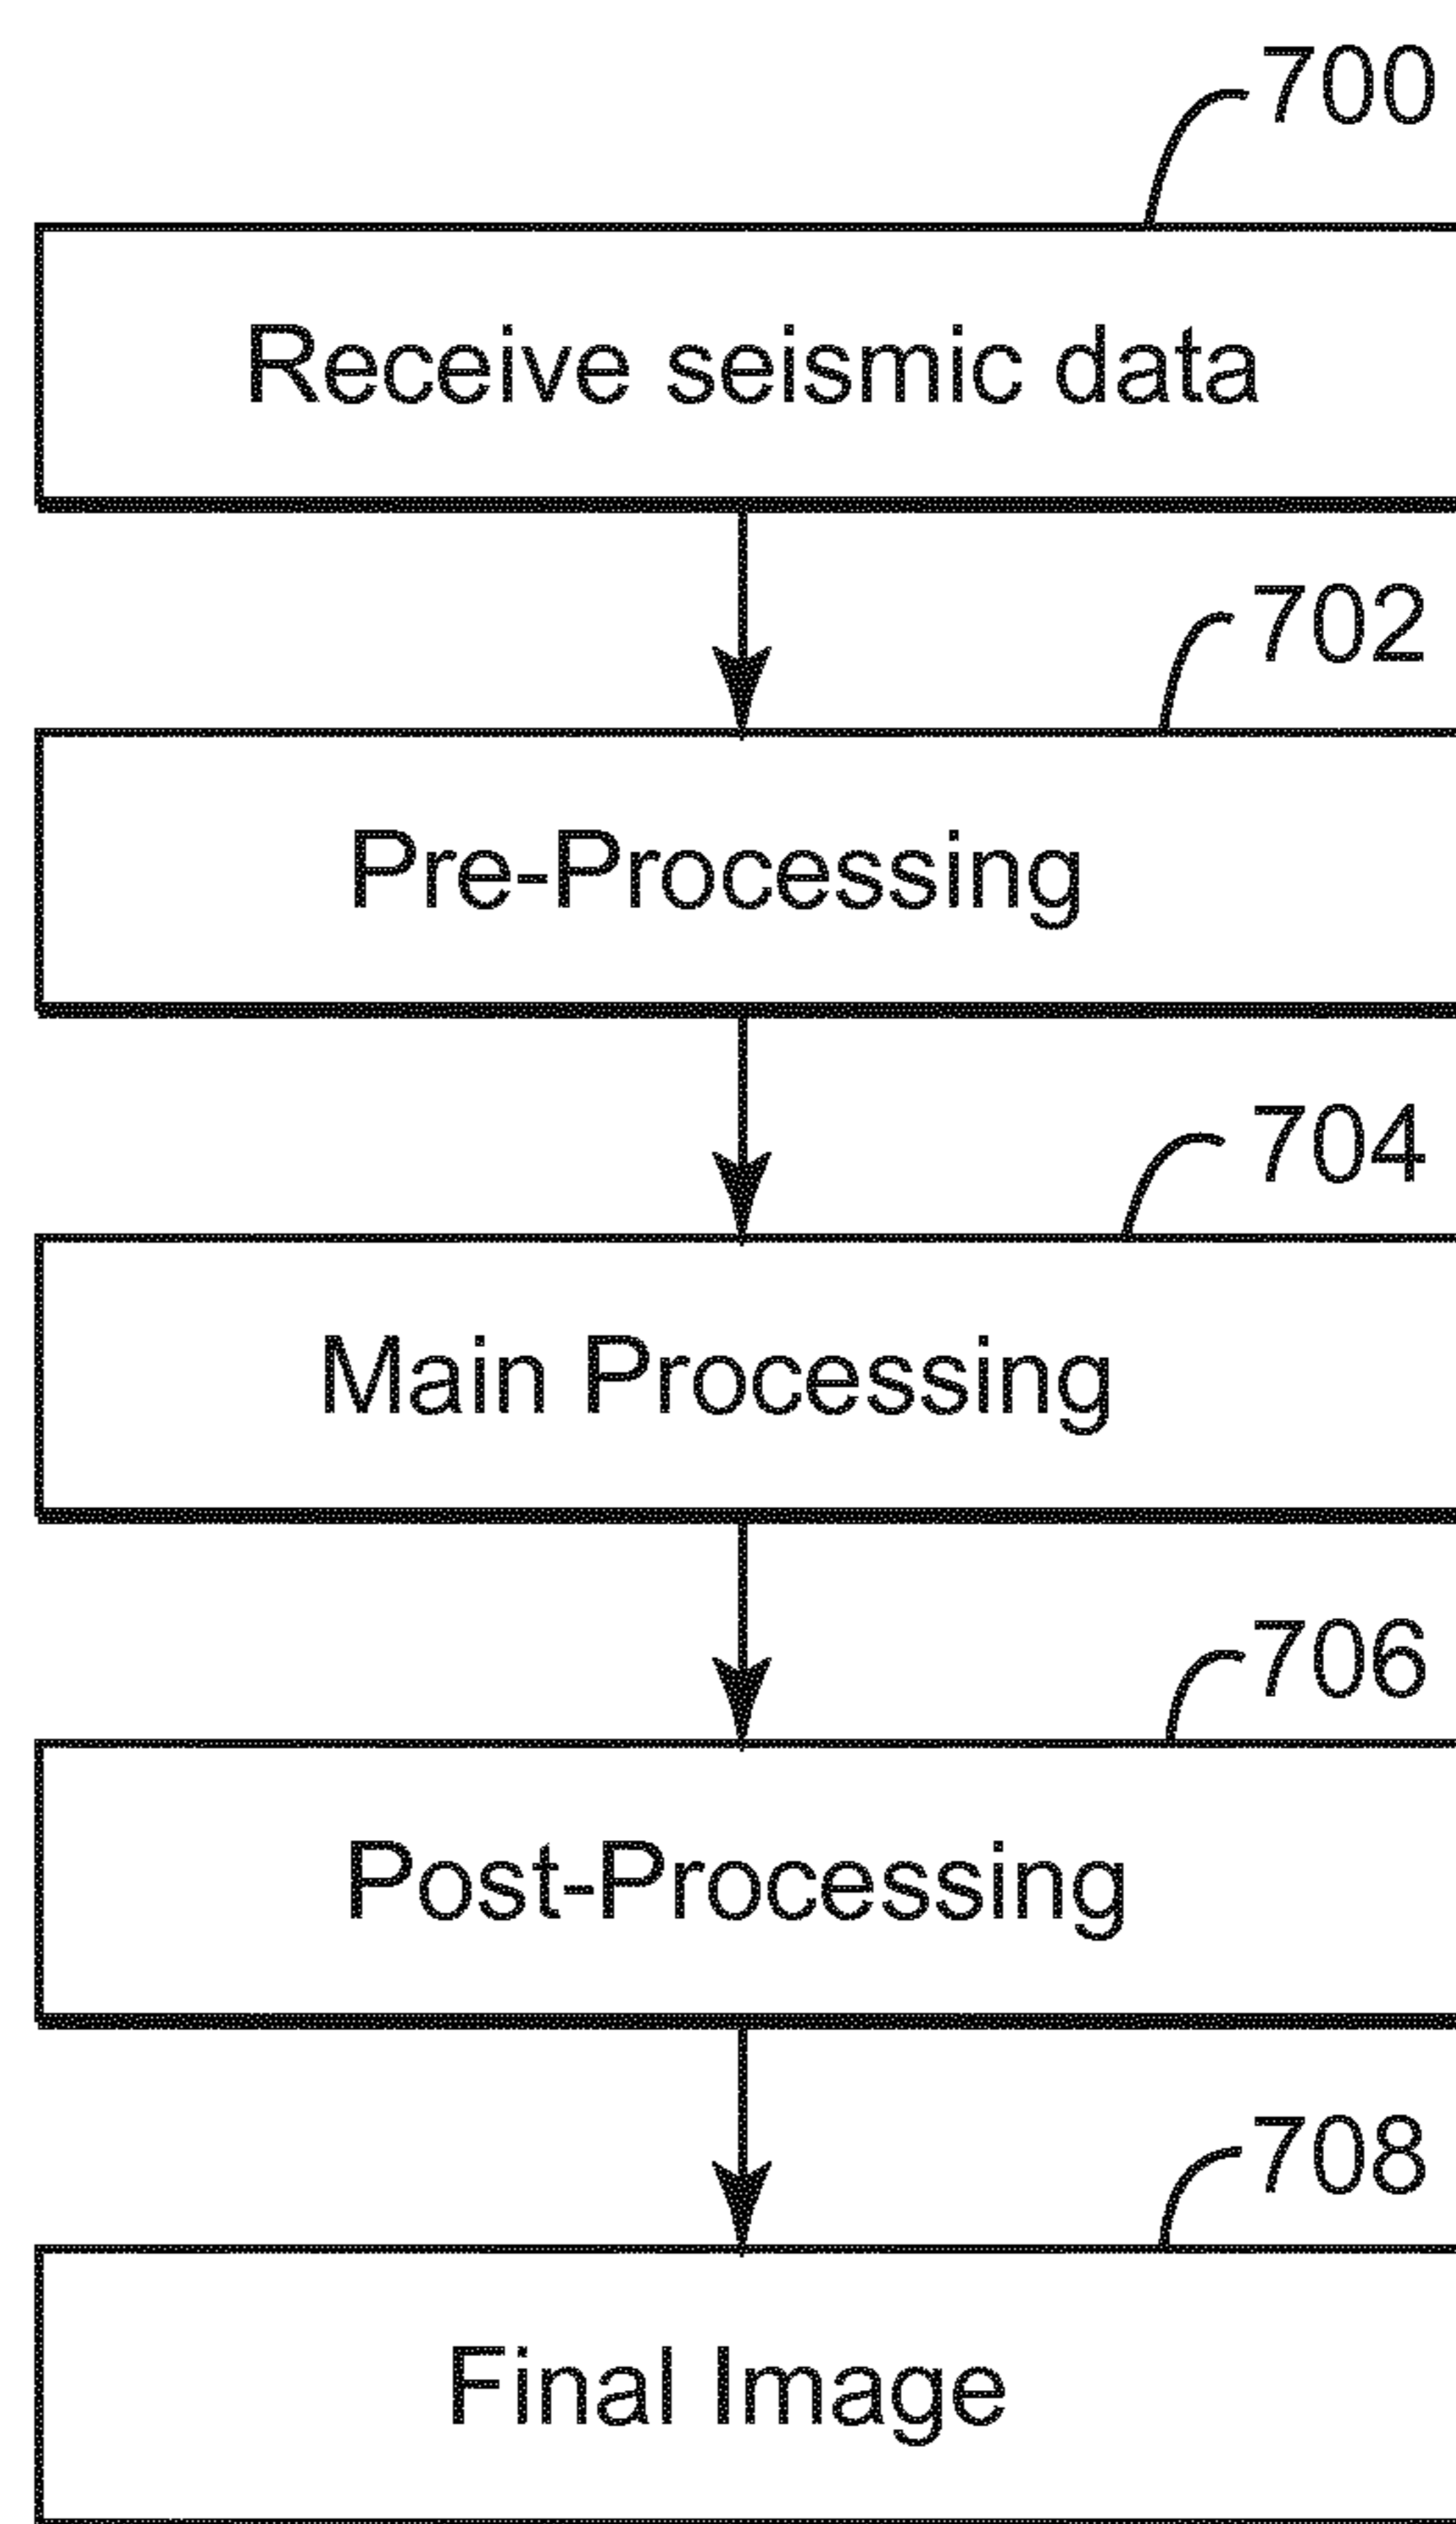 700
Receive seismic data
702
Pre-Processing
704
Main Processing
706
Post-Processing
708
Final Image